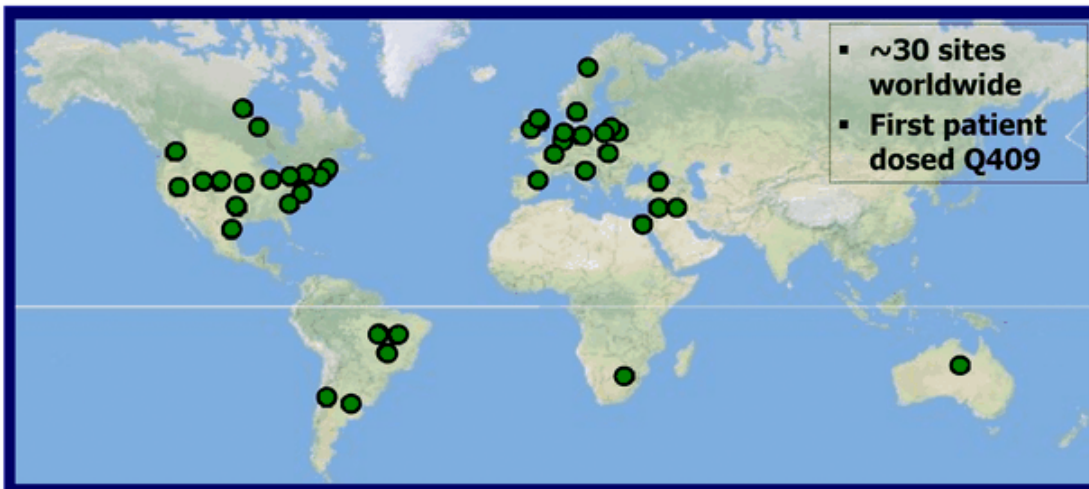 ▪ ~30 sites
worldwide
▪ First patient
dosed Q409